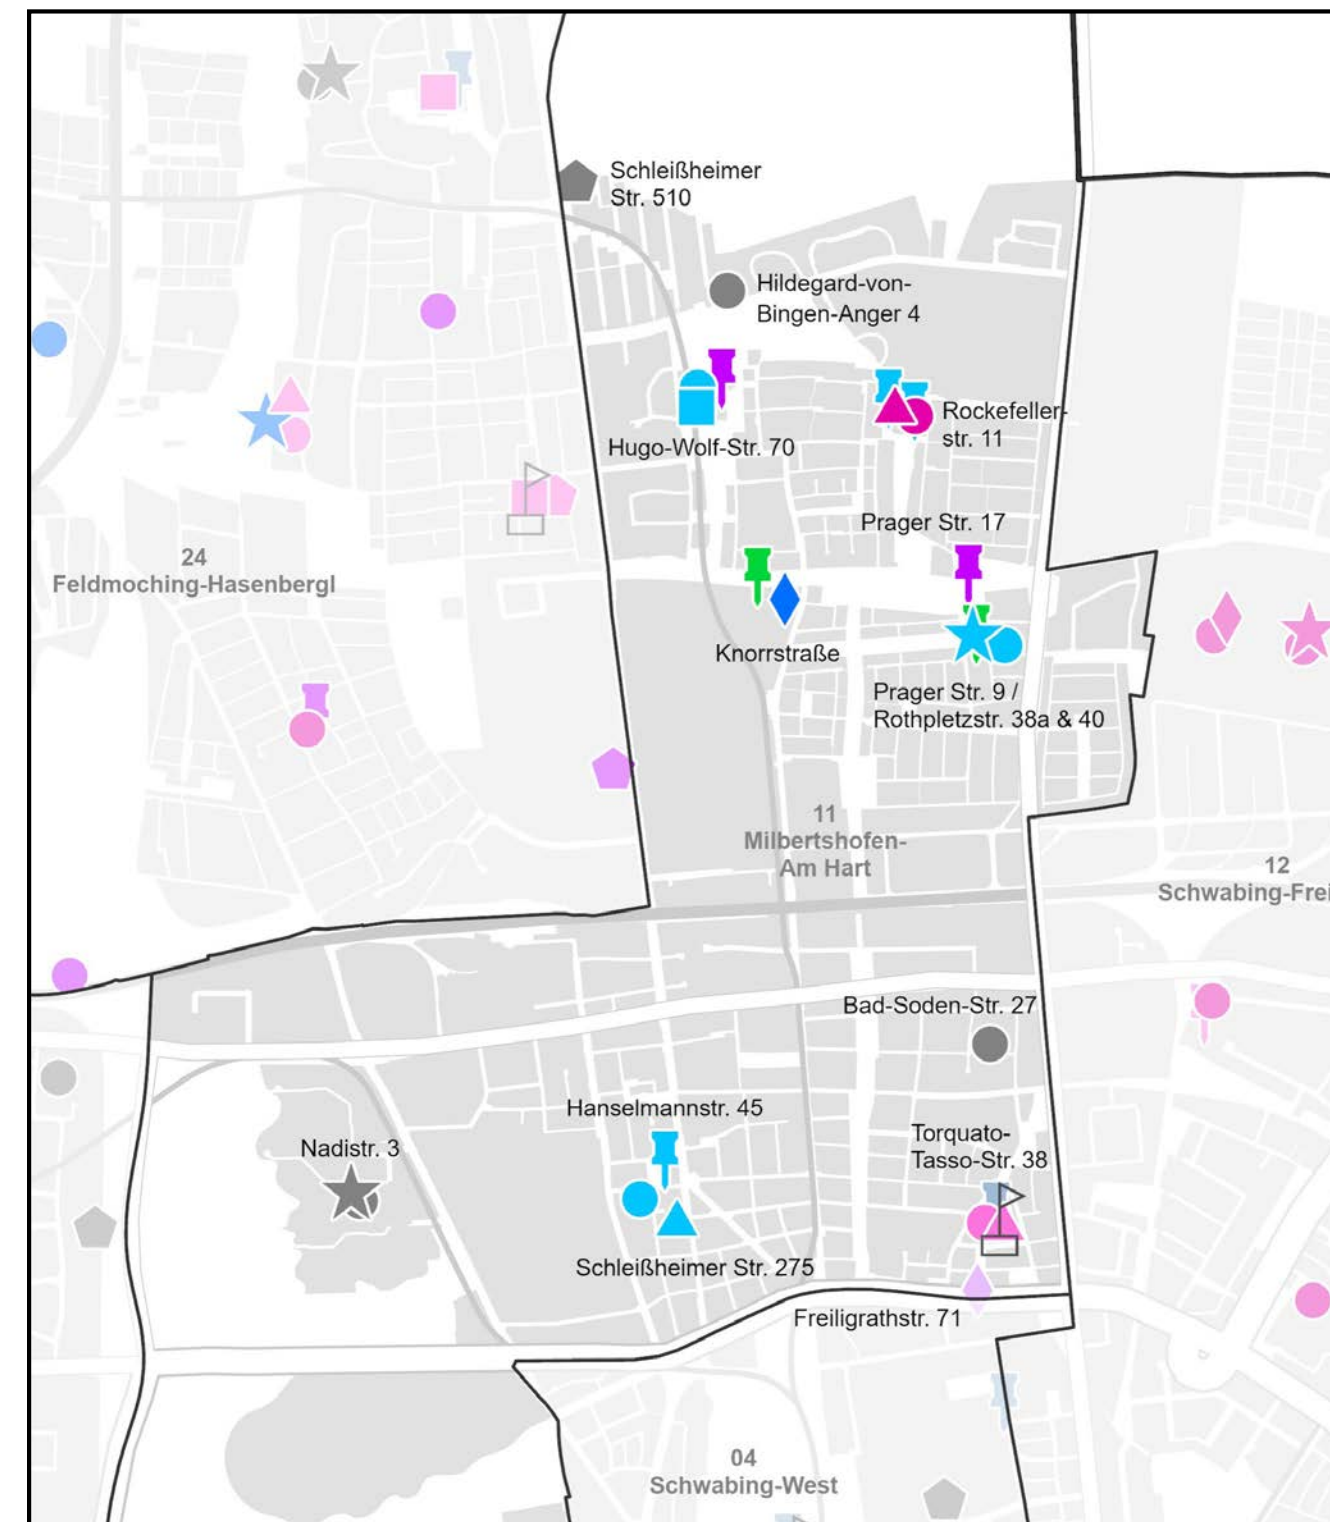 Schleißheimer
Str. 510
Hildegard-von-
Bingen-Anger 4
Rockefeller-
str. 11
Hugo-Wolf-Str. 70
Prager Str. 17
24
Feldmoching-Hasenbergl
Knorrstraße
Prager Str. 9 /
Rothpletzstr. 38a & 40
11
Milbertshofen-
Am Hart
12
Schwabing-Frei
Bad-Soden-Str. 27
Hanselmannstr. 45
Torquato-
Tasso-Str. 38
Nadistr. 3
Schleißheimer Str. 275
Freiligrathstr. 71
04
Schwabing-West